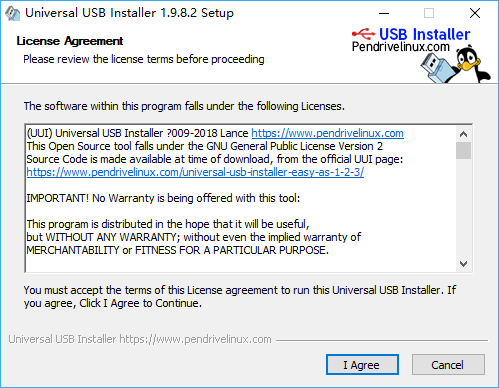 Universal USB Installer 1.9.8.2 Setup
License Agreement
Please review the license terms before proceeding
USB Installer
Pendrivelinux.com
The software within this program falls under the following Licenses.
(UUI) Universal USB Installer ?009-2018 Lance https://www.pendrivelinux.com
This Open Source tool falls under the GNU General Public License Version 2
Source Code is made available at time of download, from the official UUI page:
https://www.pendrivelinux.com/universal-usb-installer-easy-as-1-2-3/
IMPORTANT! No Warranty is being offered with this tool:
This program is distributed in the hope that it will be useful,
but WITHOUT ANY WARRANTY; without even the implied warranty of
MERCHANTABILITY or FITNESS FOR A PARTICULAR PURPOSE.
You must accept the terms of this License agreement to run this Universal USB Installer. If
you agree, Click I Agree to Continue.
Universal USB Installer https://www.pendrivelinux.com
I Agree
Cancel